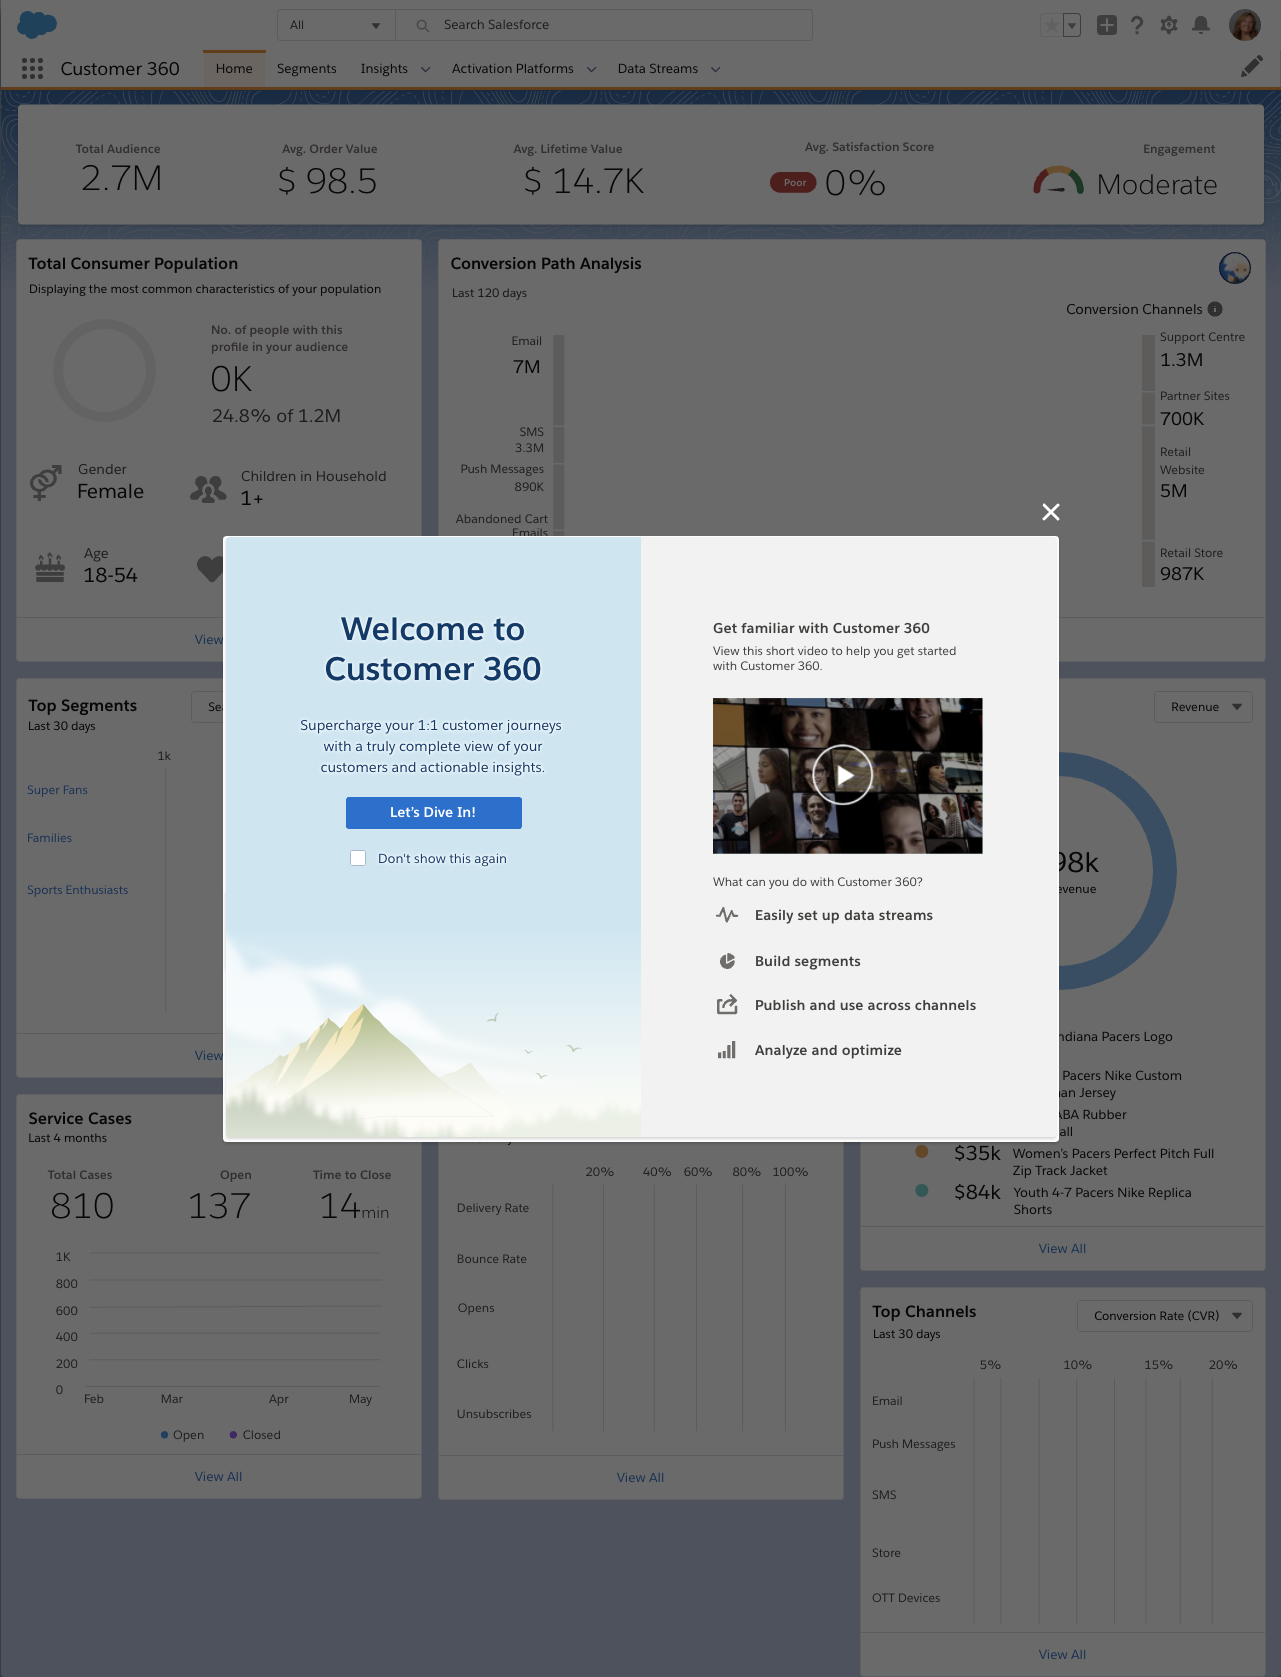 All
Search Salesforce
Customer 360
Home
Segments
Insights
Activation Platforms
Data Streams
Total Audience
2.7M
Avg. Order Value
$ 98.5
Avg. Lifetime Value
$ 14.7K
Avg. Satisfaction Score
Poor 0%
Engagement
Moderate
Total Consumer Population
Displaying the most common characteristics of your population
No. of people with this
profile in your audience
0K
24.8% of 1.2M
Gender
Female
Children in Household
1+
Age
18-54
View
Conversion Path Analysis
Last 120 days
Conversion Channels
Email
7M
SMS
3.3M
Push Messages
890K
Abandoned Cart
Emails
Support Centre
1.3M
Partner Sites
700K
Retail
Website
5M
Retail Store
987K
Welcome to
Customer 360
Supercharge your 1:1 customer journeys
with a truly complete view of your
customers and actionable insights.
Let's Dive In!
Don't show this again
Get familiar with Customer 360
View this short video to help you get started
with Customer 360.
What can you do with Customer 360?
Easily set up data streams
Build segments
Publish and use across channels
Analyze and optimize
Top Segments
Last 30 days
1k
Super Fans
Families
Sports Enthusiasts
View
Revenue
98k
Pacers Logo
Pacers Nike Custom
Jersey
Rubber
$35k Women's Pacers Perfect Pitch Full
Zip Track Jacket
$84k Youth 4-7 Pacers Nike Replica
Shorts
View All
Service Cases
Last 4 months
Total Cases
810
Open
137
Time to Close
14min
1K
800
600
400
200
0
Feb Mar Apr May
Open Closed
View All
20% 40% 60% 80% 100%
Delivery Rate
Bounce Rate
Opens
Clicks
Unsubscribes
View All
Top Channels
Last 30 days
Conversion Rate (CVR)
5% 10% 15% 20%
Email
Push Messages
SMS
Store
OTT Devices
View All